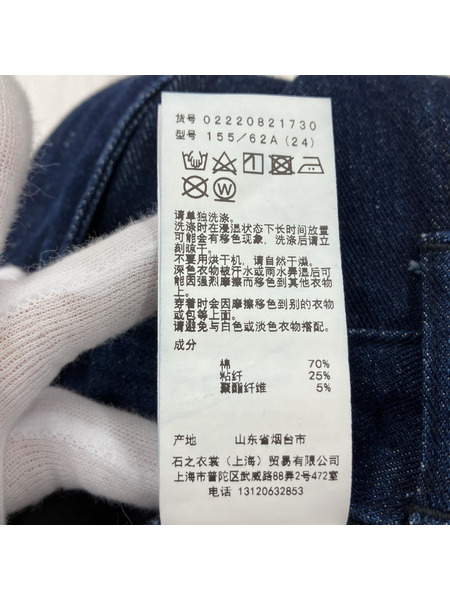 货号 02220821730
型号 155/62A (24)
请单独洗涤。
洗涤时在浸湿状态下长时间放置
可能会有移色现象，洗涤后请立
刻晾干。
不要用烘干机，请自然干燥。
深色衣物被汗水或雨水弄湿后可
能因强烈摩擦而移色到其他衣物
上。
穿着时会因摩擦移色到别的衣物
或包等上面。
请避免与白色或淡色衣物搭配。
成分
棉 70%
粘纤 25%
聚酯纤维 5%
产地 山东省烟台市
石之衣裳（上海）贸易有限公司
上海市普陀区武威路88弄2号472室
电话 13120632853